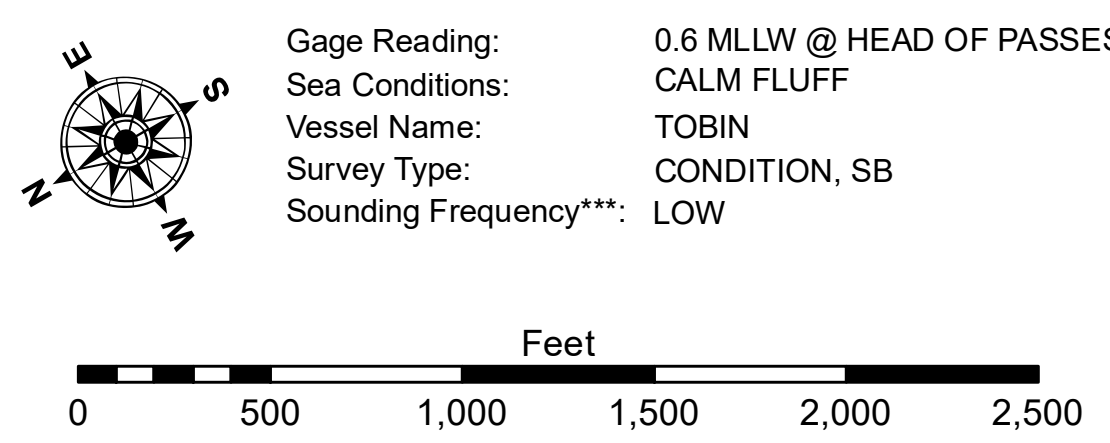 E
S
N
W
Gage Reading: 0.6 MLLW @ HEAD OF PASSES
Sea Conditions: CALM FLUFF
Vessel Name: TOBIN
Survey Type: CONDITION, SB
Sounding Frequency***: LOW
Feet
0 500 1,000 1,500 2,000 2,500